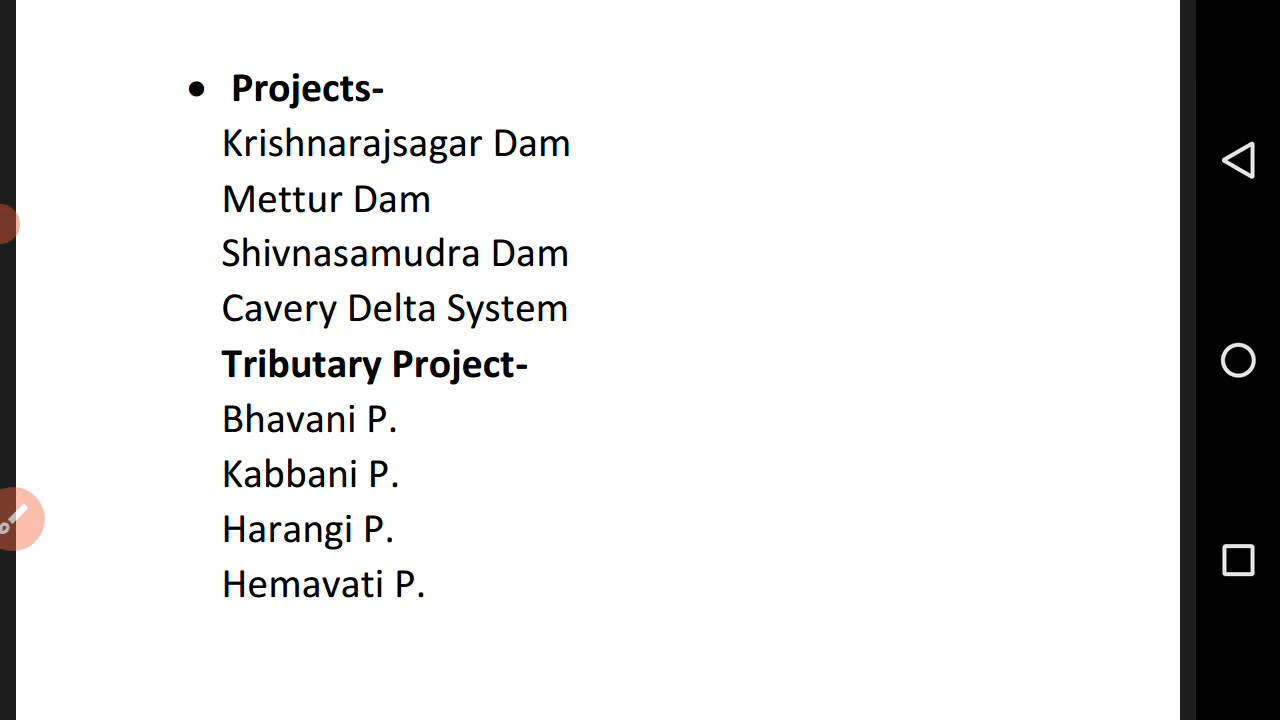 • Projects-
Krishnarajsagar Dam
Mettur Dam
Shivnasamudra Dam
Cavery Delta System
Tributary Project-
Bhavani P.
Kabbani P.
Harangi P.
Hemavati P.